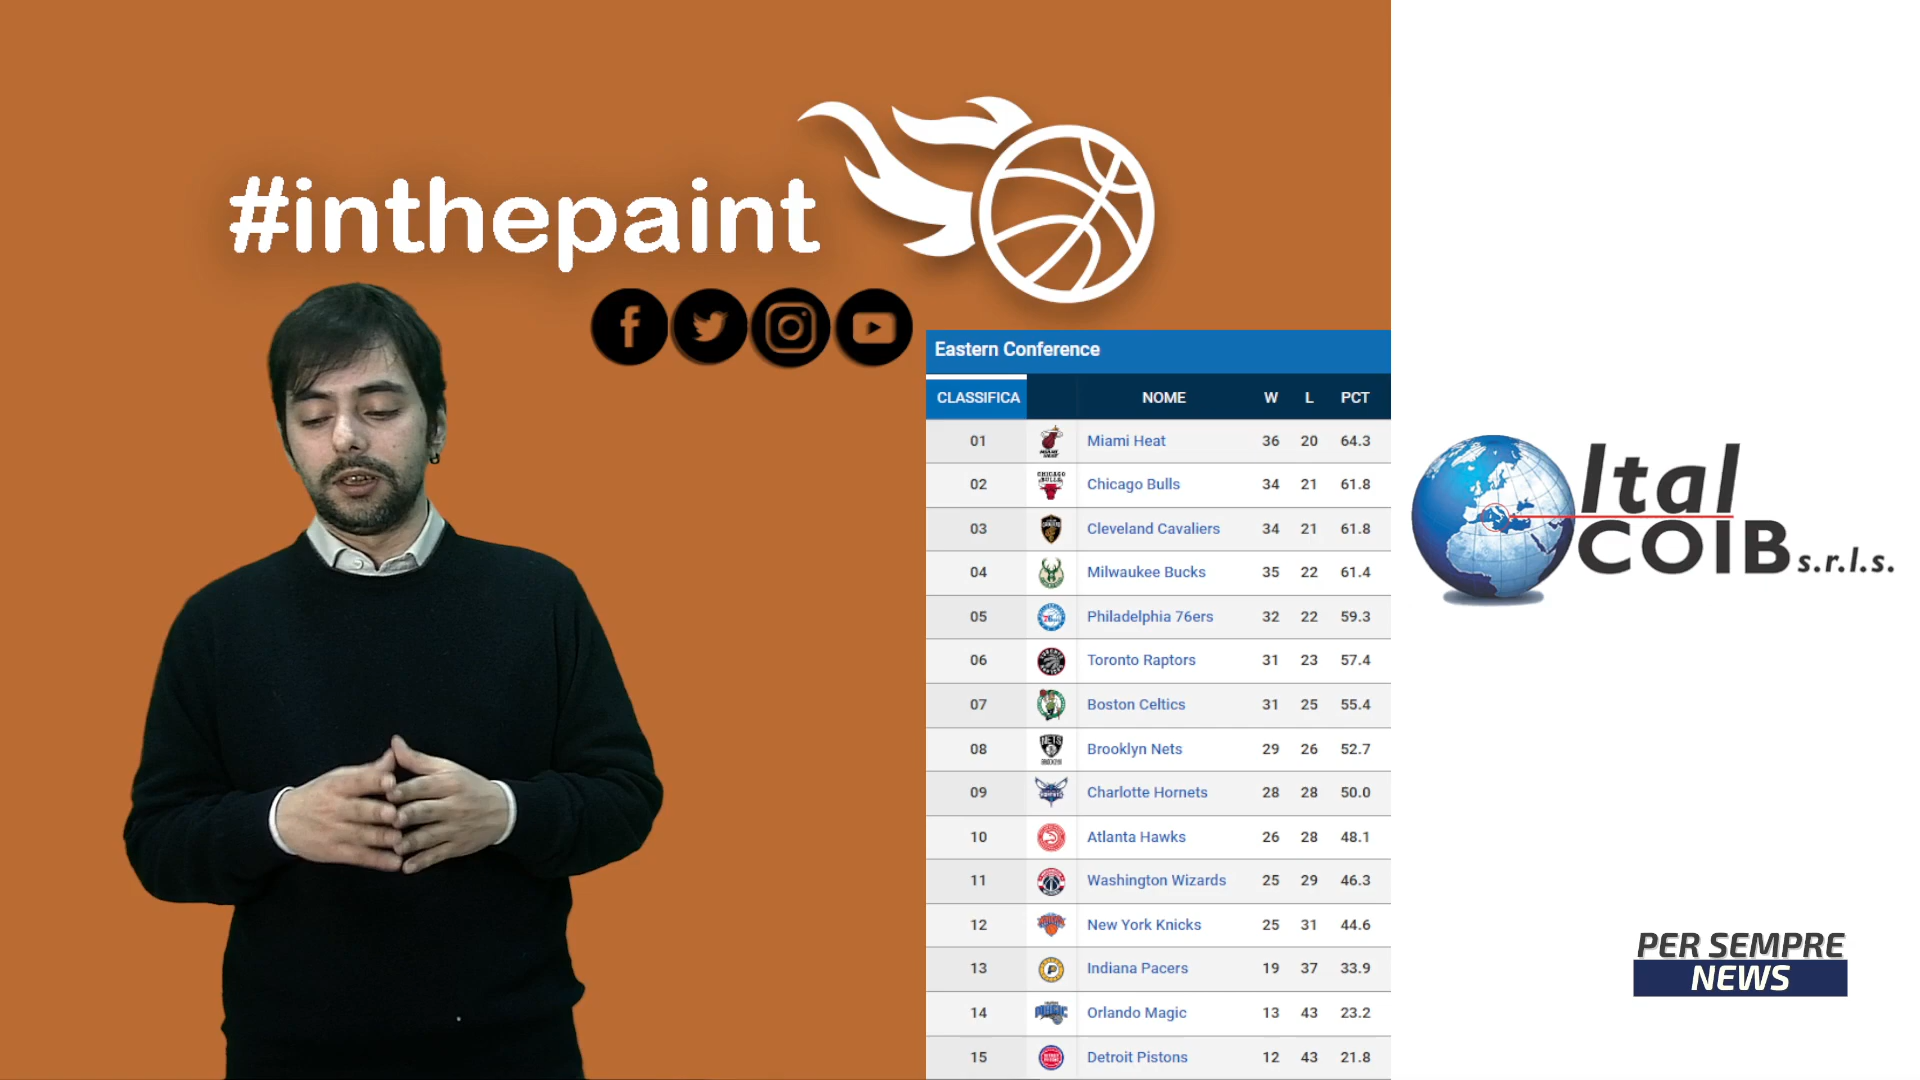 #inthepaint
Eastern Conference
CLASSIFICA NOME W L PCT
01 Miami Heat 36 20 64.3
02 Chicago Bulls 34 21 61.8
03 Cleveland Cavaliers 34 21 61.8
04 Milwaukee Bucks 35 22 61.4
05 Philadelphia 76ers 32 22 59.3
06 Toronto Raptors 31 23 57.4
07 Boston Celtics 31 25 55.4
08 Brooklyn Nets 29 26 52.7
09 Charlotte Hornets 28 28 50.0
10 Atlanta Hawks 26 28 48.1
11 Washington Wizards 25 29 46.3
12 New York Knicks 25 31 44.6
13 Indiana Pacers 19 37 33.9
14 Orlando Magic 13 43 23.2
15 Detroit Pistons 12 43 21.8
Ital
COIB s.r.l.s.
PER SEMPRE
NEWS